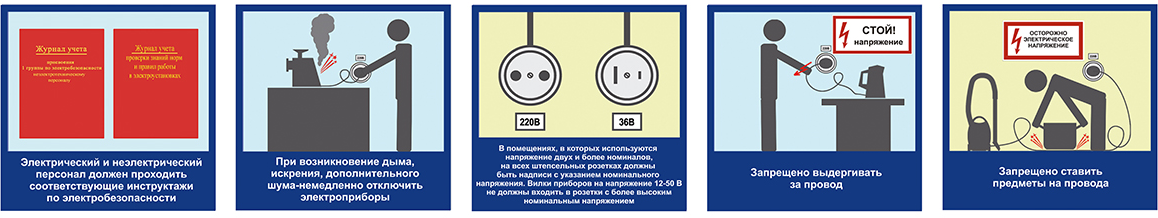 Журнал учета
присвоения
1 группы по электробезопасности
неэлектротехническому
персоналу
Журнал учета
проверки знаний норм
и правил работы
в электроустановках
Электрический и неэлектрический
персонал должен проходить
соответствующие инструктажи
по электробезопасности
При возникновение дыма,
искрения, дополнительного
шума-немедленно отключить
электроприборы
220В
36В
В помещениях, в которых используются
напряжение двух и более номиналов,
на всех штепсельных розетках должны
быть надписи с указанием номинального
напряжения. Вилки приборов на напряжение 12-50 В
не должны входить в розетки с более высоким
номинальным напряжением
СТОЙ!
напряжение
Запрещено выдергивать
за провод
ОСТОРОЖНО
ЭЛЕКТРИЧЕСКОЕ
НАПРЯЖЕНИЕ
Запрещено ставить
предметы на провода